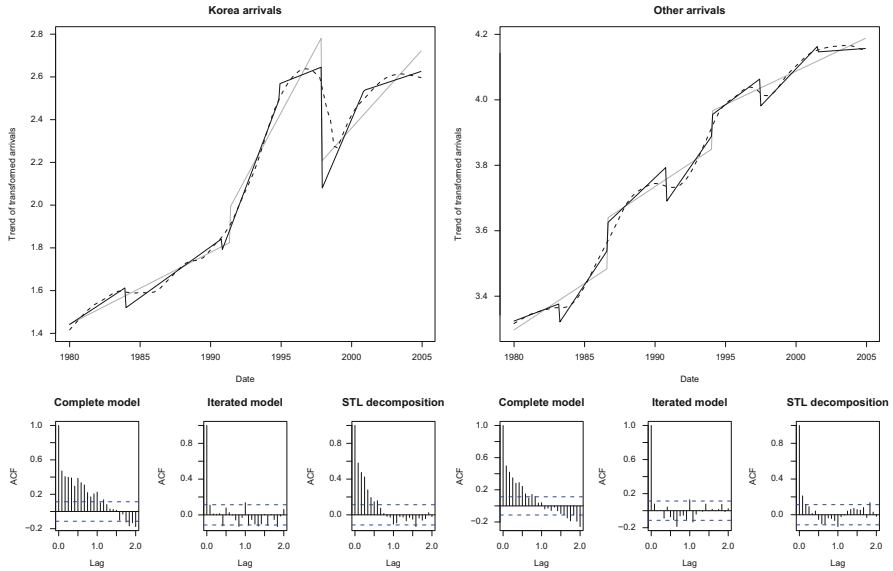 Korea arrivals
Other arrivals
Trend of transformed arrivals
2.8
2.6
2.4
2.2
2.0
1.8
1.6
1.4
1980
1985
1990
1995
2000
2005
Date
Trend of transformed arrivals
4.2
4.0
3.8
3.6
3.4
1980
1985
1990
1995
2000
2005
Date
Complete model
ACF
1.0
0.6
0.2
−0.2
0.0
1.0
2.0
Lag
Iterated model
ACF
0.8
0.4
0.0
0.0
1.0
2.0
Lag
STL decomposition
ACF
0.8
0.4
0.0
0.0
1.0
2.0
Lag
Complete model
ACF
1.0
0.6
0.2
−0.2
0.0
1.0
2.0
Lag
Iterated model
ACF
1.0
0.6
0.2
−0.2
0.0
1.0
2.0
Lag
STL decomposition
ACF
0.8
0.4
0.0
0.0
1.0
2.0
Lag